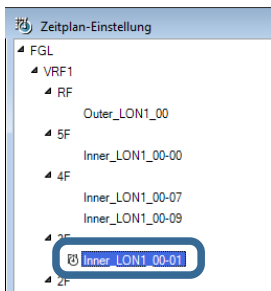 Zeitplan-Einstellung
FGL
VRF1
RF
Outer_LON1_00
5F
Inner_LON1_00-00
4F
Inner_LON1_00-07
Inner_LON1_00-09
Inner_LON1_00-01
2F